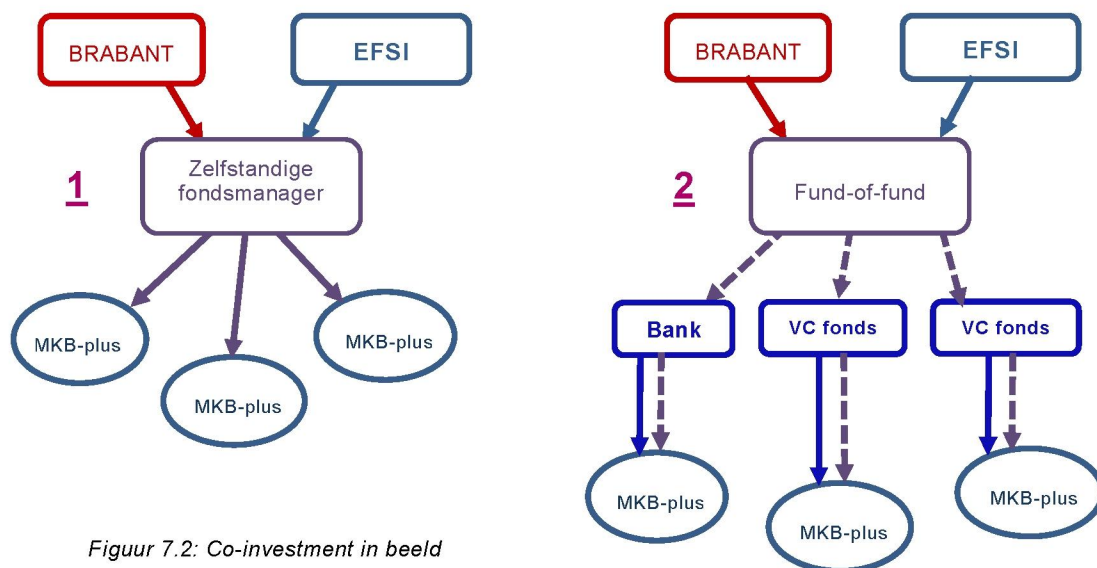 BRABANT
EFSI
1
Zelfstandige
fondsmanager
MKB-plus
MKB-plus
MKB-plus
Figuur 7.2: Co-investment in beeld
BRABANT
EFSI
2
Fund-of-fund
Bank
VC fonds
VC fonds
MKB-plus
MKB-plus
MKB-plus